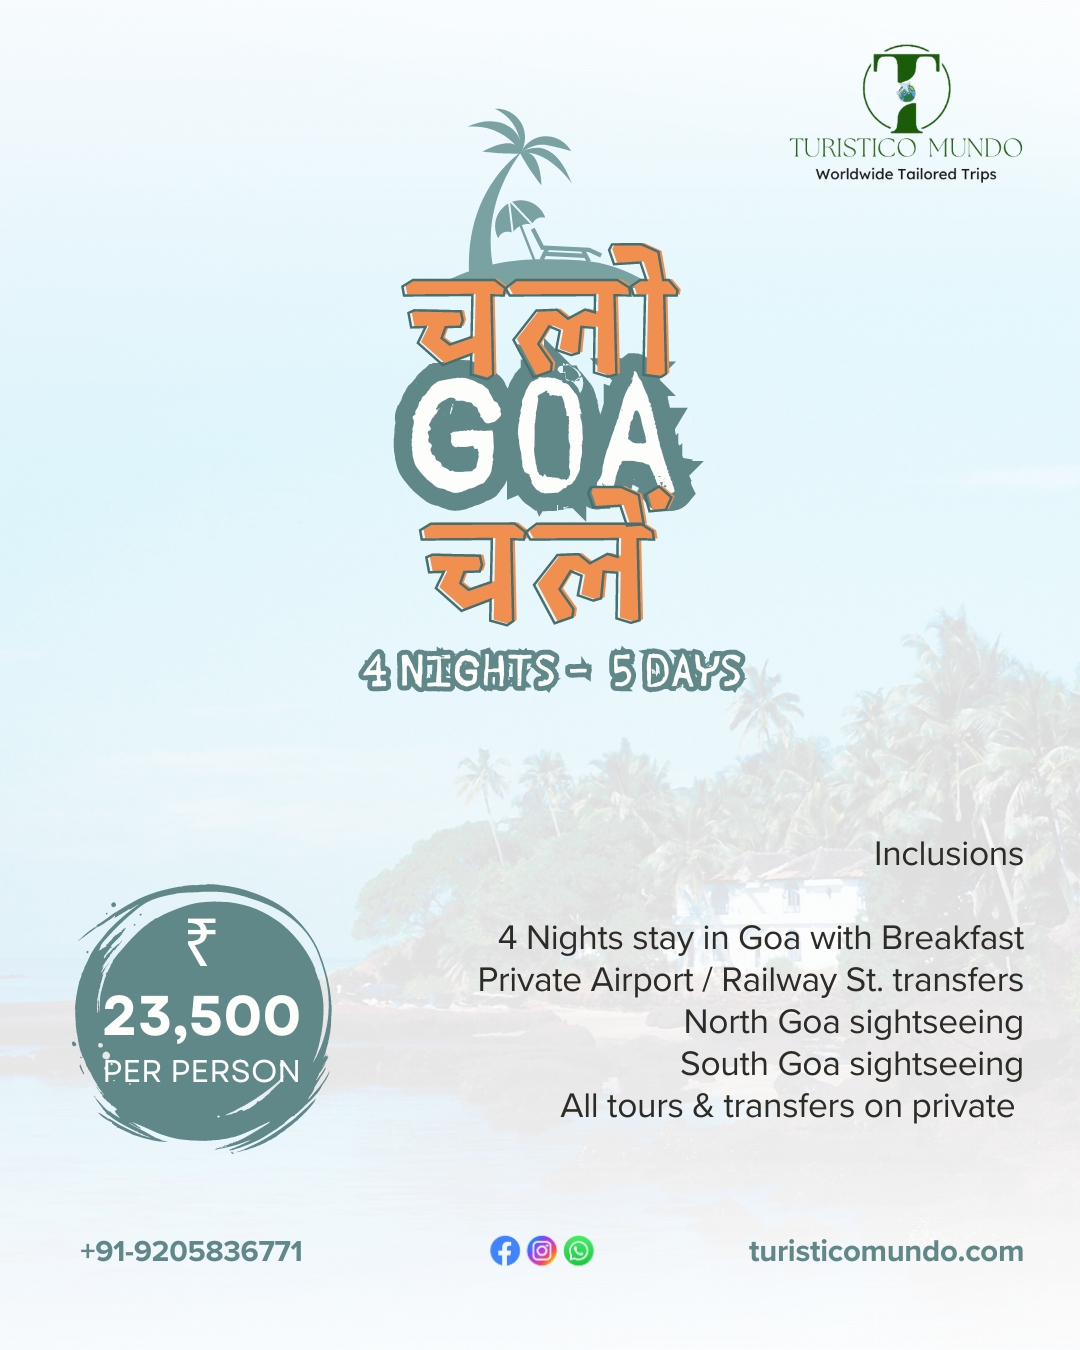 TURISTICO MUNDO
Worldwide Tailored Trips
चलो
GOA
चलें
4 NIGHTS - 5 DAYS
Inclusions
4 Nights stay in Goa with Breakfast
Private Airport / Railway St. transfers
North Goa sightseeing
South Goa sightseeing
All tours & transfers on private
₹
23,500
PER PERSON
+91-9205836771
turisticomundo.com